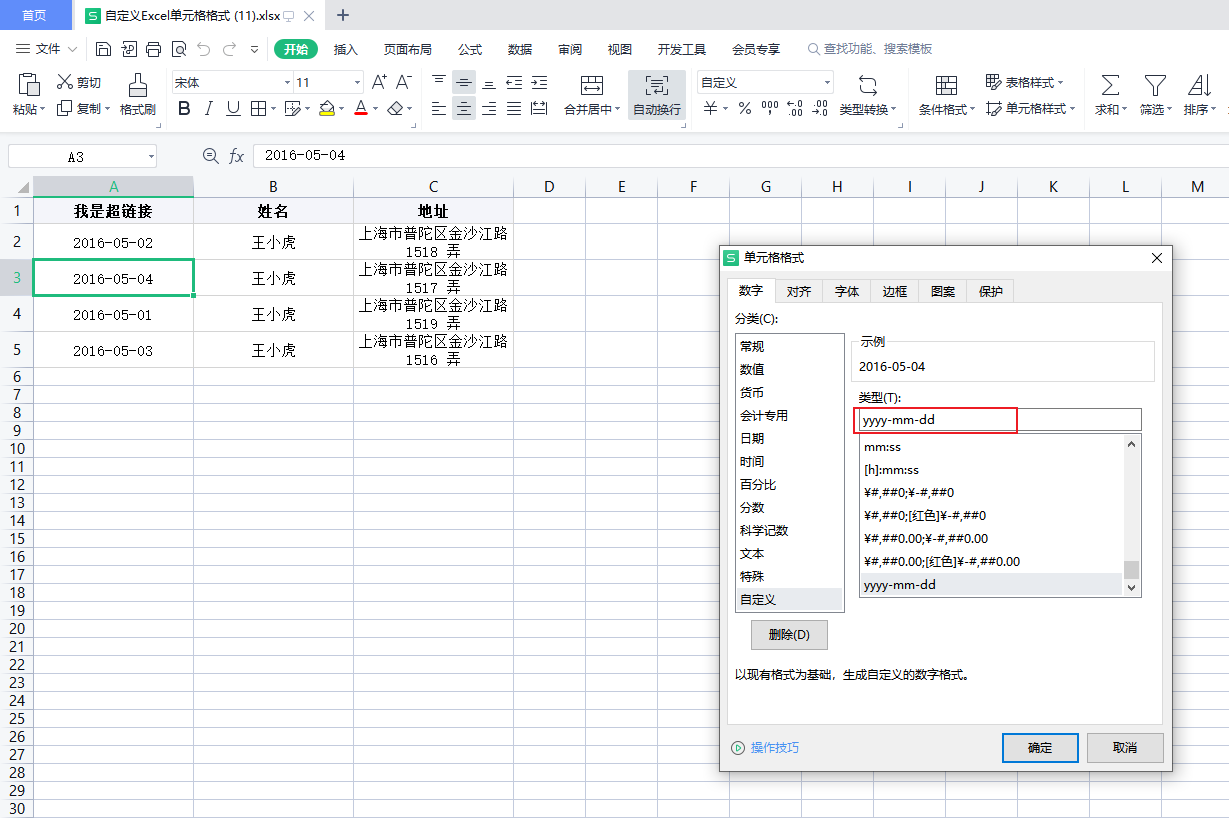 首页 自定义Excel单元格格式 (11).xlsx
文件 开始 插入 页面布局 公式 数据 审阅 视图 开发工具 会员专享 查找功能、搜索模板
宋体 11 自定义
粘贴 剪切 复制 格式刷 B I U A 合并居中 自动换行 ¥ % 类型转换 条件格式 表格样式 单元格样式 求和 筛选 排序
A3 fx 2016-05-04
A B C D E F G H I J K L M
1 我是超链接 姓名 地址
2 2016-05-02 王小虎 上海市普陀区金沙江路
1518 弄
3 2016-05-04 王小虎 上海市普陀区金沙江路
1517 弄
4 2016-05-01 王小虎 上海市普陀区金沙江路
1519 弄
5 2016-05-03 王小虎 上海市普陀区金沙江路
1516 弄
6
7
8
9
10
11
12
13
14
15
16
17
18
19
20
21
22
23
24
25
26
27
28
29
30
单元格格式
数字 对齐 字体 边框 图案 保护
分类(C):
常规
数值
货币
会计专用
日期
时间
百分比
分数
科学记数
文本
特殊
自定义
示例
2016-05-04
类型(T):
yyyy-mm-dd
mm:ss
[h]:mm:ss
¥#,##0;¥-#,##0
¥#,##0;[红色]¥-#,##0
¥#,##0.00;¥-#,##0.00
¥#,##0.00;[红色]¥-#,##0.00
yyyy-mm-dd
删除(D)
以现有格式为基础，生成自定义的数字格式。
操作技巧 确定 取消